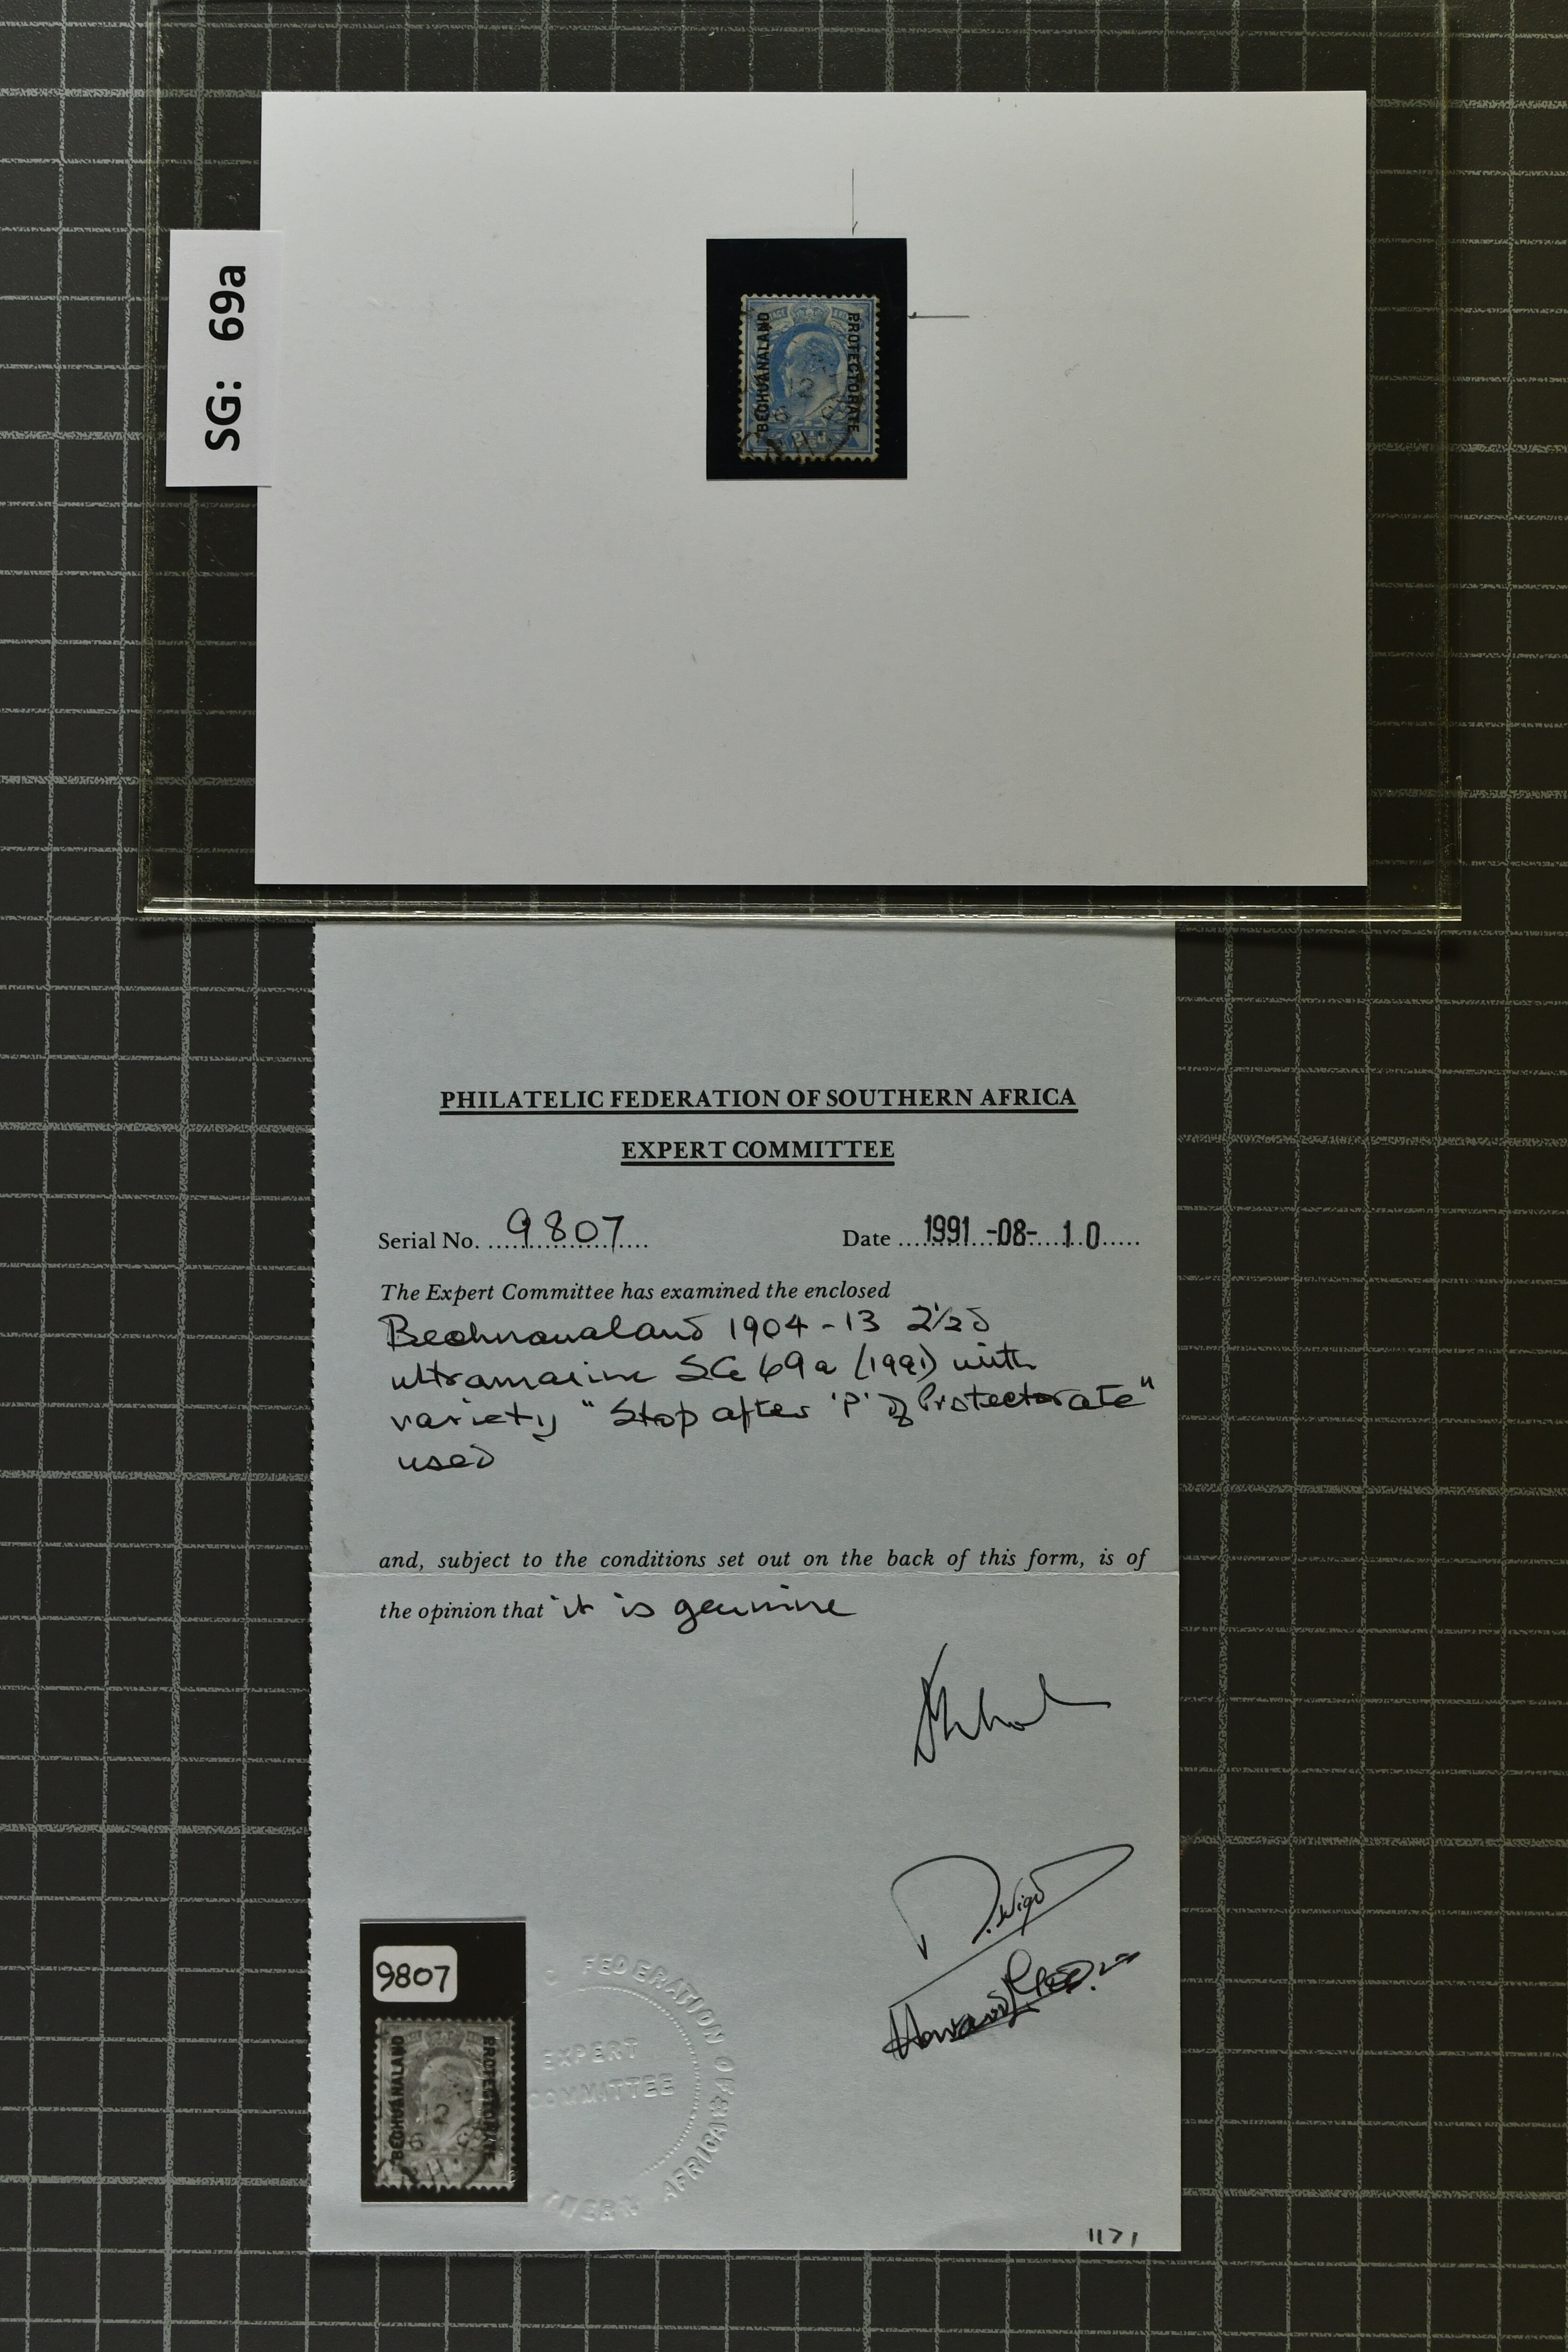 SG: 69a
BECHUANALAND
PROTECTORATE
PHILATELIC FEDERATION OF SOUTHERN AFRICA
EXPERT COMMITTEE
Serial No. 9807
Date 1991-08-10
The Expert Committee has examined the enclosed
Bechuanaland 1904-13 2½d
ultramarine SG 69a (1991) with
variety "Stop after 'P' of Protectorate"
used
and, subject to the conditions set out on the back of this form, is of
the opinion that it is genuine
9807
BECHUANALAND
PROTECTORATE
C FEDERATION OF
EXPERT
COMMITTEE
THERN AFRICA
1171